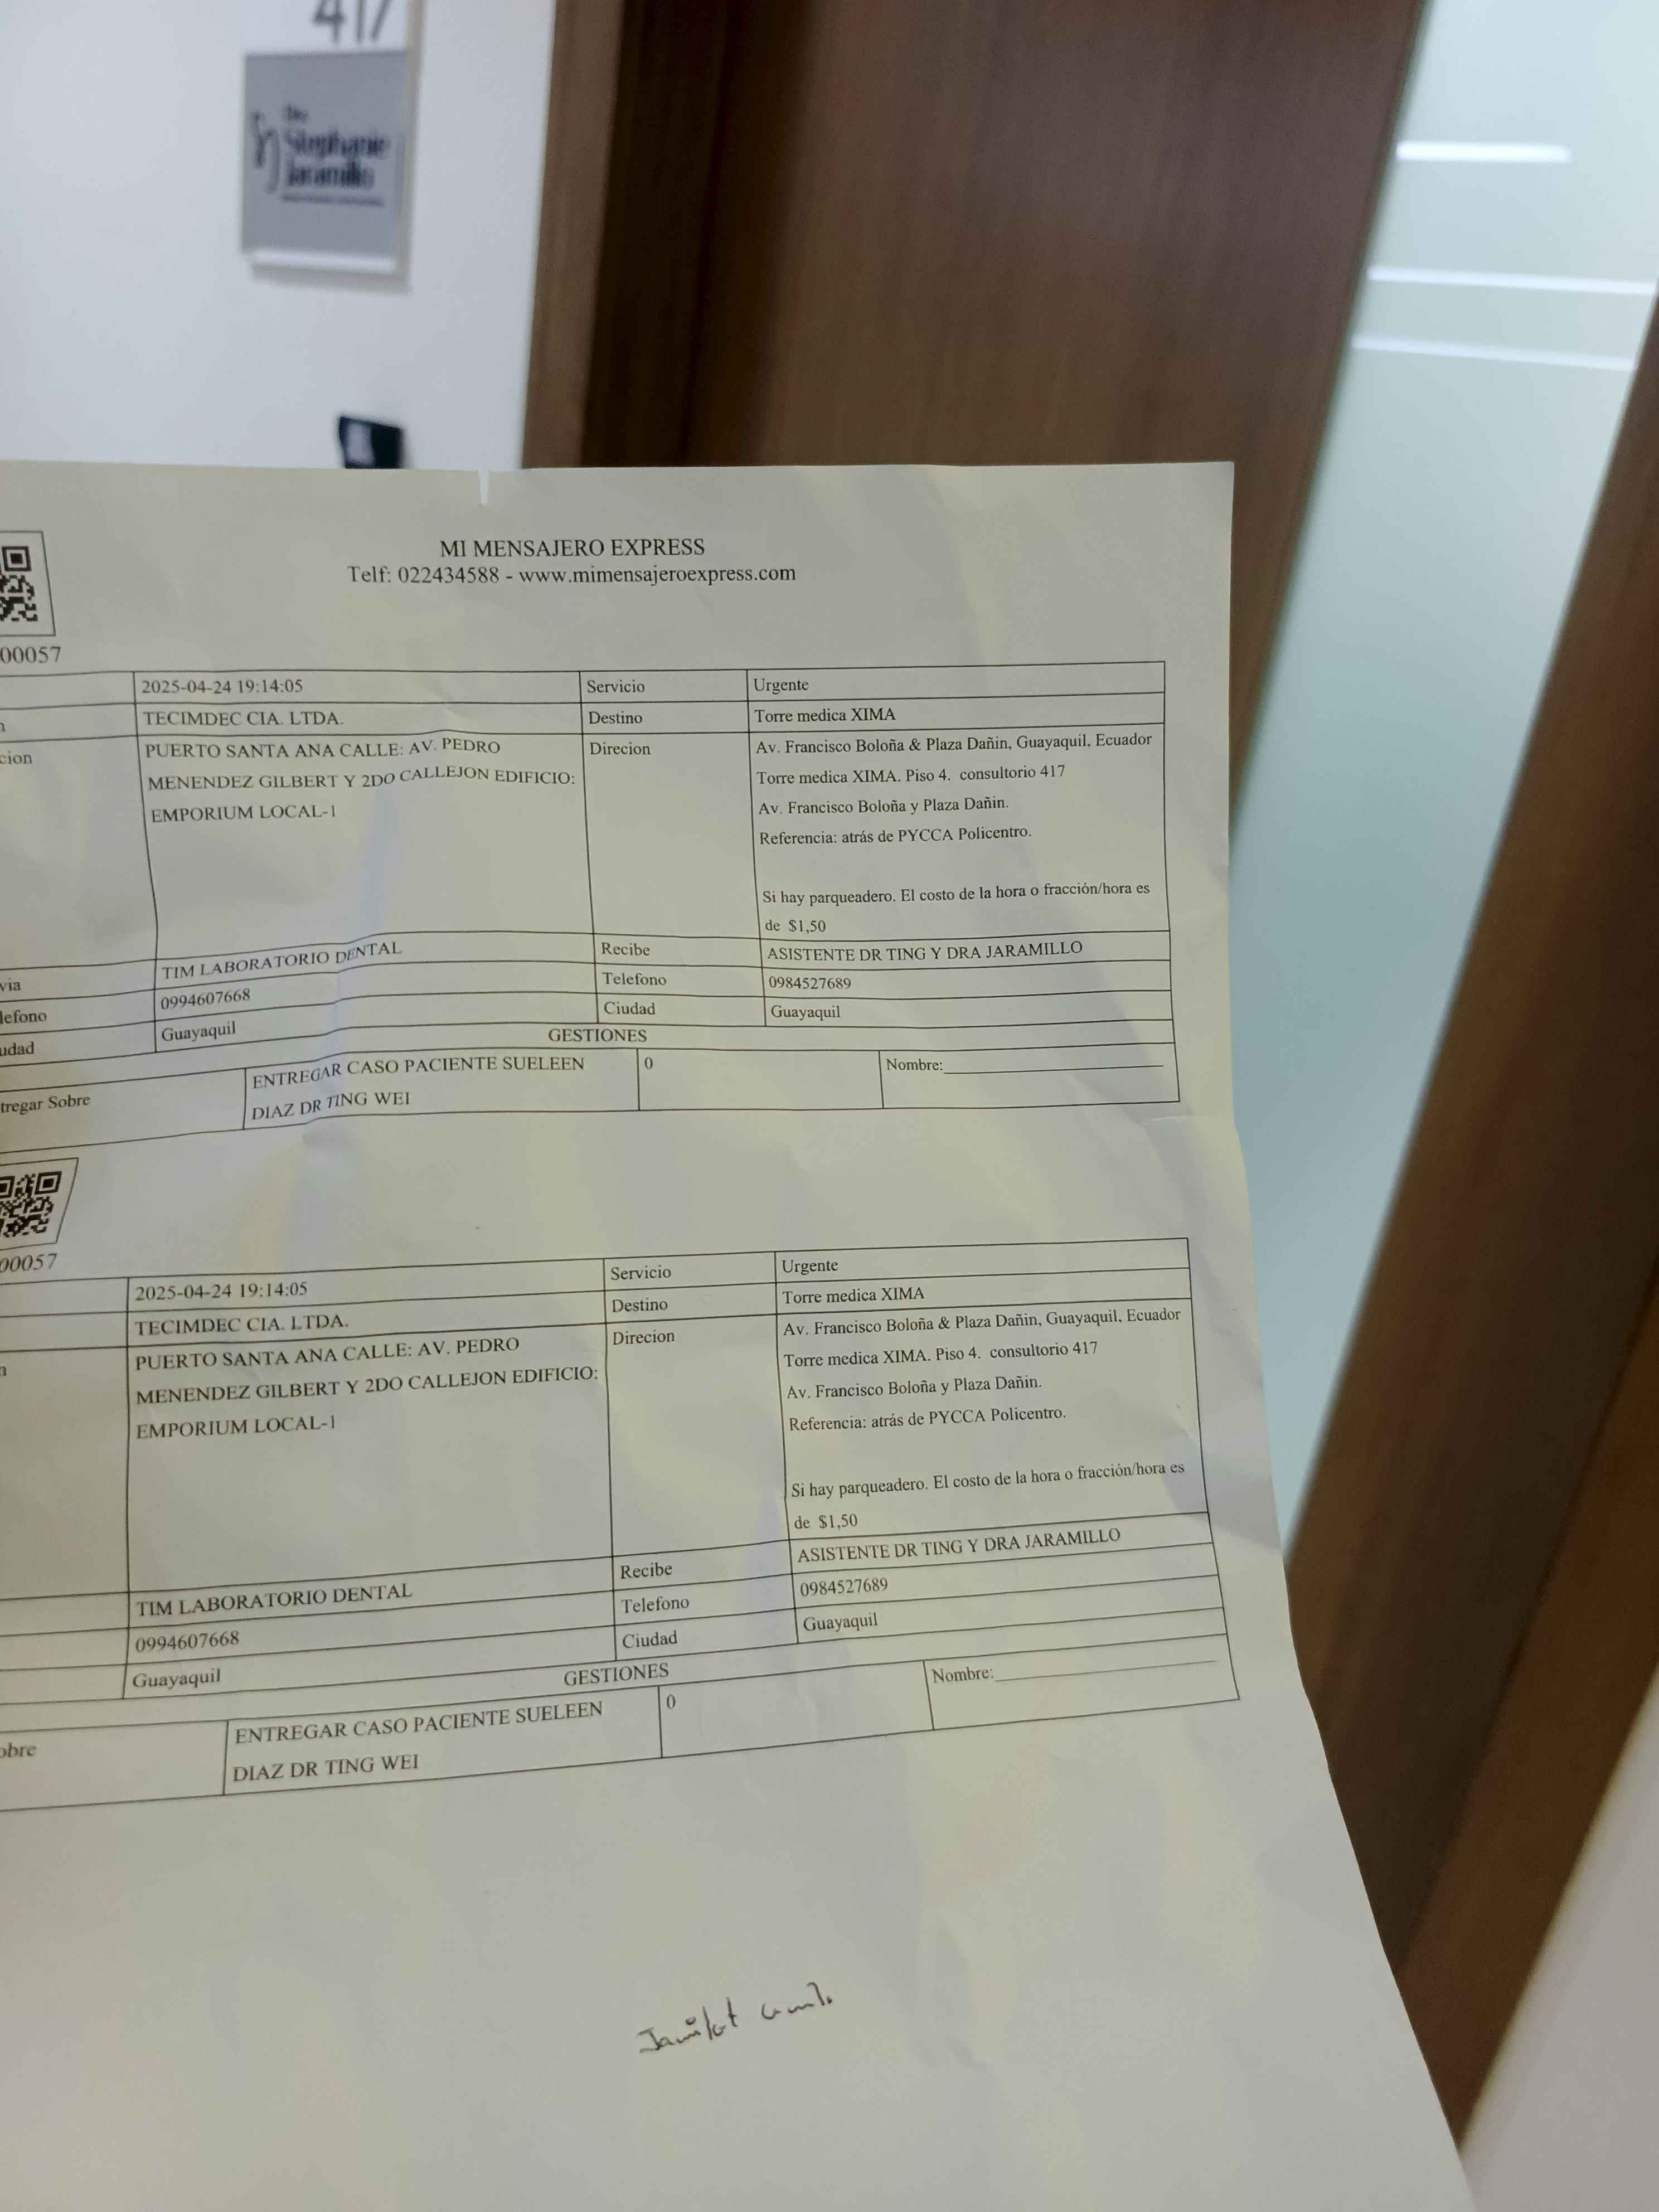 417
Stephanie
Jaramillo
MI MENSAJERO EXPRESS
Telf: 022434588 - www.mimensajeroexpress.com
00057
2025-04-24 19:14:05 Servicio Urgente
TECIMDEC CIA. LTDA. Destino Torre medica XIMA
cion PUERTO SANTA ANA CALLE: AV. PEDRO Direcion Av. Francisco Boloña & Plaza Dañin, Guayaquil, Ecuador
MENENDEZ GILBERT Y 2DO CALLEJON EDIFICIO: Torre medica XIMA. Piso 4. consultorio 417
EMPORIUM LOCAL-1 Av. Francisco Boloña y Plaza Dañin.
Referencia: atrás de PYCCA Policentro.
Si hay parqueadero. El costo de la hora o fracción/hora es
de $1,50
via TIM LABORATORIO DENTAL Recibe ASISTENTE DR TING Y DRA JARAMILLO
lefono 0994607668 Telefono 0984527689
udad Guayaquil Ciudad Guayaquil
GESTIONES
tregar Sobre ENTREGAR CASO PACIENTE SUELEEN 0 Nombre:
DIAZ DR TING WEI
00057
2025-04-24 19:14:05 Servicio Urgente
TECIMDEC CIA. LTDA. Destino Torre medica XIMA
n PUERTO SANTA ANA CALLE: AV. PEDRO Direcion Av. Francisco Boloña & Plaza Dañin, Guayaquil, Ecuador
MENENDEZ GILBERT Y 2DO CALLEJON EDIFICIO: Torre medica XIMA. Piso 4. consultorio 417
EMPORIUM LOCAL-1 Av. Francisco Boloña y Plaza Dañin.
Referencia: atrás de PYCCA Policentro.
Si hay parqueadero. El costo de la hora o fracción/hora es
de $1,50
TIM LABORATORIO DENTAL Recibe ASISTENTE DR TING Y DRA JARAMILLO
0994607668 Telefono 0984527689
Guayaquil Ciudad Guayaquil
GESTIONES
obre ENTREGAR CASO PACIENTE SUELEEN 0 Nombre:
DIAZ DR TING WEI